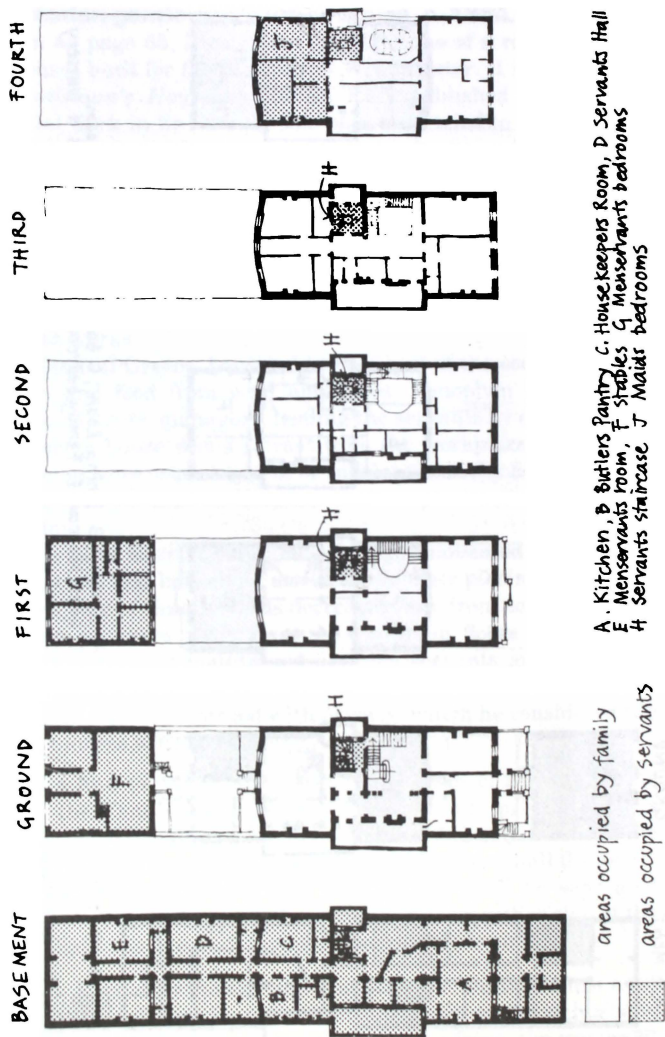 FOURTH
J
THIRD
H
SECOND
H
FIRST
G
H
GROUND
F
H
BASEMENT
E
D
C
B
A
A. Kitchen, B Butlers Pantry C. Housekeepers Room, D Servants Hall
E Menservants room, F stables G Menservants bedrooms
H Servants staircase J Maids bedrooms
areas occupied by family
areas occupied by servants